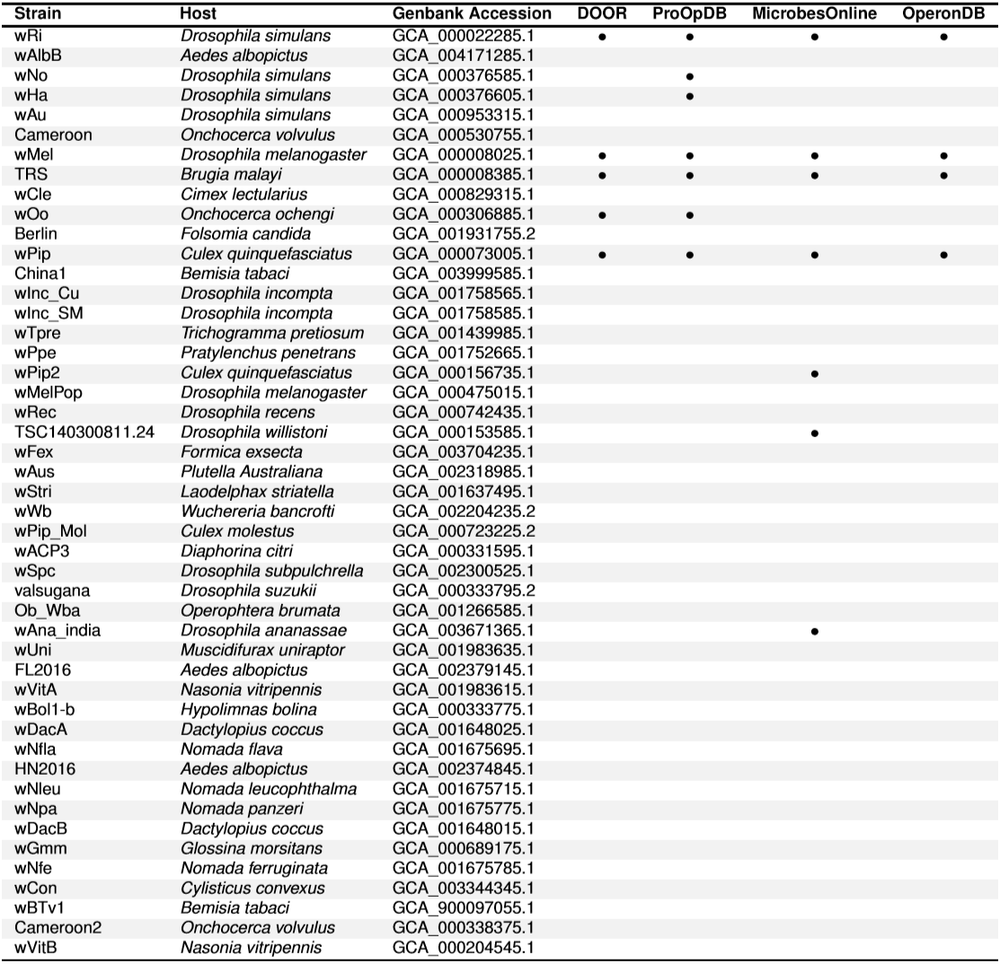 Strain Host Genbank Accession DOOR ProOpDB MicrobesOnline OperonDB
wRi Drosophila simulans GCA_000022285.1 • • • •
wAlbB Aedes albopictus GCA_004171285.1
wNo Drosophila simulans GCA_000376585.1 •
wHa Drosophila simulans GCA_000376605.1 •
wAu Drosophila simulans GCA_000953315.1
Cameroon Onchocerca volvulus GCA_000530755.1
wMel Drosophila melanogaster GCA_000008025.1 • • • •
TRS Brugia malayi GCA_000008385.1 • • • •
wCle Cimex lectularius GCA_000829315.1
wOo Onchocerca ochengi GCA_000306885.1 • •
Berlin Folsomia candida GCA_001931755.2
wPip Culex quinquefasciatus GCA_000073005.1 • • • •
China1 Bemisia tabaci GCA_003999585.1
wInc_Cu Drosophila incompta GCA_001758565.1
wInc_SM Drosophila incompta GCA_001758585.1
wTpre Trichogramma pretiosum GCA_001439985.1
wPpe Pratylenchus penetrans GCA_001752665.1
wPip2 Culex quinquefasciatus GCA_000156735.1 •
wMelPop Drosophila melanogaster GCA_000475015.1
wRec Drosophila recens GCA_000742435.1
TSC140300811.24 Drosophila willistoni GCA_000153585.1 •
wFex Formica exsecta GCA_003704235.1
wAus Plutella Australiana GCA_002318985.1
wStri Laodelphax striatella GCA_001637495.1
wWb Wuchereria bancrofti GCA_002204235.2
wPip_Mol Culex molestus GCA_000723225.2
wACP3 Diaphorina citri GCA_000331595.1
wSpc Drosophila subpulchrella GCA_002300525.1
valsugana Drosophila suzukii GCA_000333795.2
Ob_Wba Operophtera brumata GCA_001266585.1
wAna_india Drosophila ananassae GCA_003671365.1 •
wUni Muscidifurax uniraptor GCA_001983635.1
FL2016 Aedes albopictus GCA_002379145.1
wVitA Nasonia vitripennis GCA_001983615.1
wBol1-b Hypolimnas bolina GCA_000333775.1
wDacA Dactylopius coccus GCA_001648025.1
wNfla Nomada flava GCA_001675695.1
HN2016 Aedes albopictus GCA_002374845.1
wNleu Nomada leucophthalma GCA_001675715.1
wNpa Nomada panzeri GCA_001675775.1
wDacB Dactylopius coccus GCA_001648015.1
wGmm Glossina morsitans GCA_000689175.1
wNfe Nomada ferruginata GCA_001675785.1
wCon Cylisticus convexus GCA_003344345.1
wBTv1 Bemisia tabaci GCA_900097055.1
Cameroon2 Onchocerca volvulus GCA_000338375.1
wVitB Nasonia vitripennis GCA_000204545.1